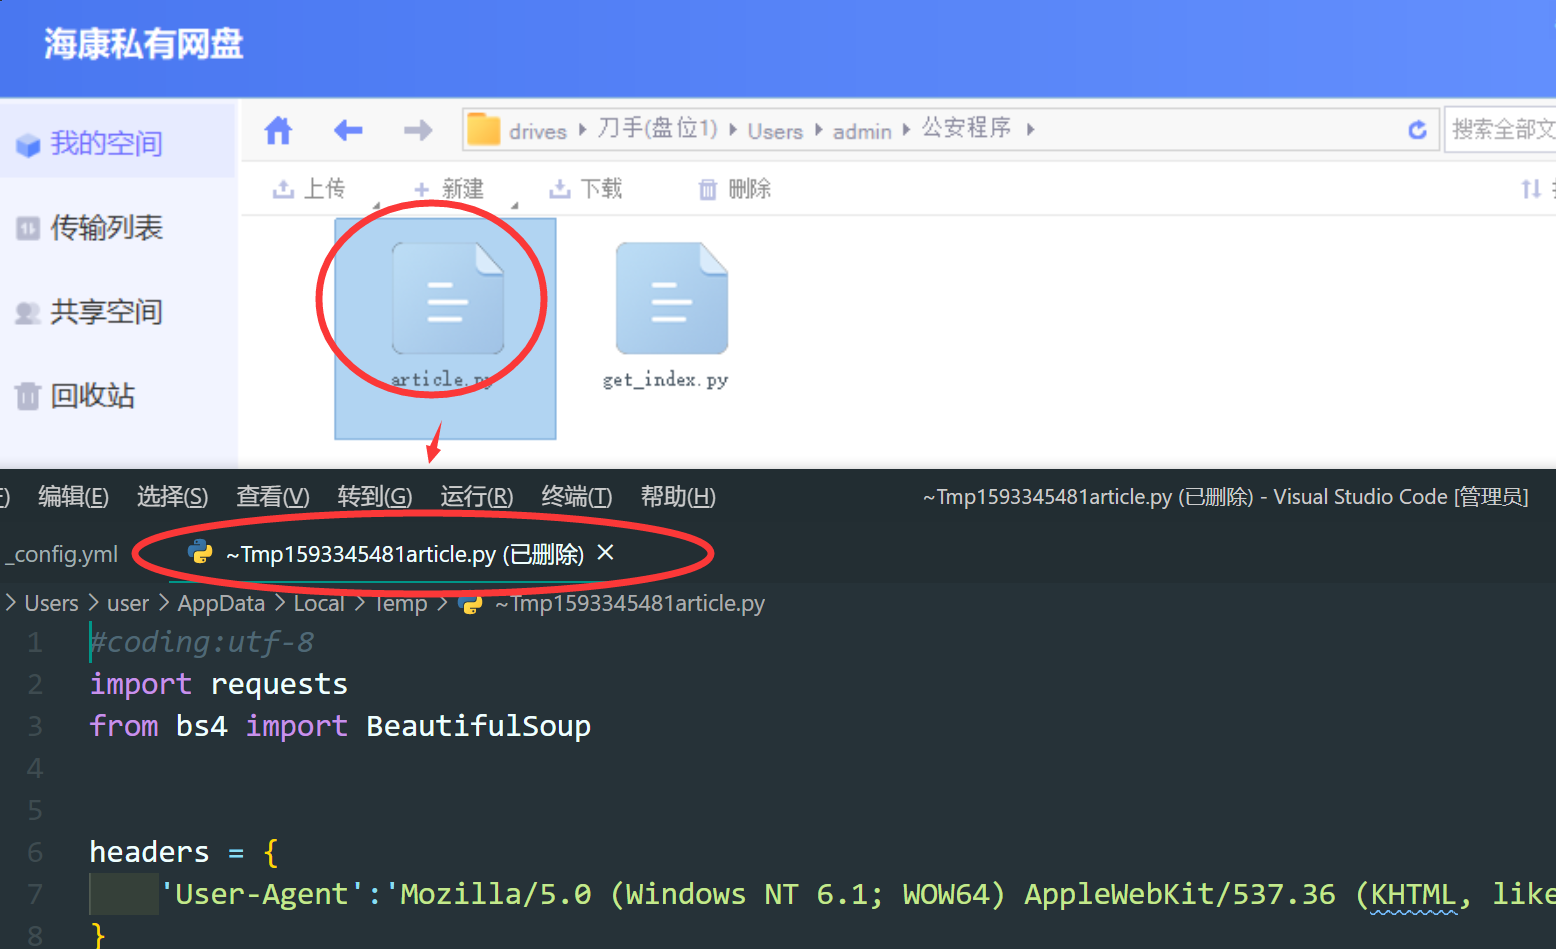 海康私有网盘
我的空间
传输列表
共享空间
回收站
drives 刀手(盘位1) Users admin 公安程序
搜索全部文
上传 新建 下载 删除
article.py get_index.py
编辑(E) 选择(S) 查看(V) 转到(G) 运行(R) 终端(T) 帮助(H) ~Tmp1593345481article.py (已删除) - Visual Studio Code [管理员]
_config.yml ~Tmp1593345481article.py (已删除) ×
> Users > user > AppData > Local > Temp > ~Tmp1593345481article.py
1 #coding:utf-8
2 import requests
3 from bs4 import BeautifulSoup
4
5
6 headers = {
7 'User-Agent':'Mozilla/5.0 (Windows NT 6.1; WOW64) AppleWebKit/537.36 (KHTML, like
8 }